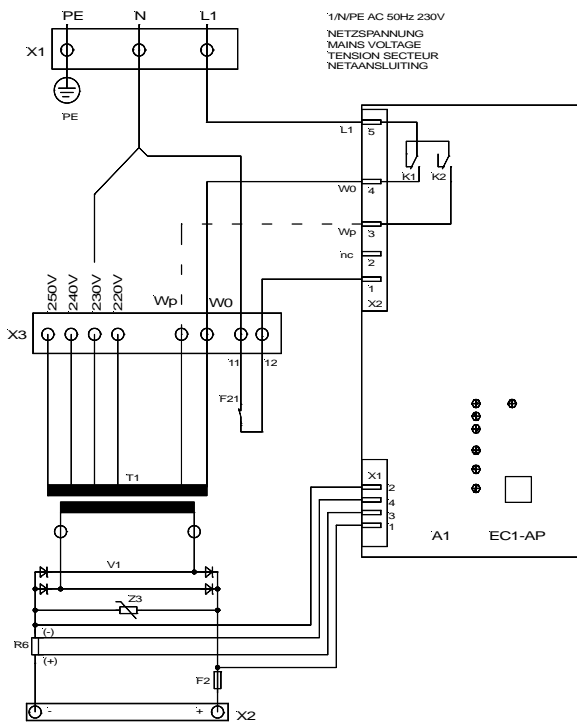 PE N L1
1/N/PE AC 50Hz 230V
NETZSPANNUNG
MAINS VOLTAGE
TENSION SECTEUR
NETAANSLUITING
X1
PE
L1 5
K1 K2
W0 4
Wp 3
nc 2
1
X2
250V 240V 230V 220V Wp W0
X3
11 12
F21
T1
X1
2
4
3
1
A1 EC1-AP
V1
Z3
(-)
R6
(+)
F2
- + X2